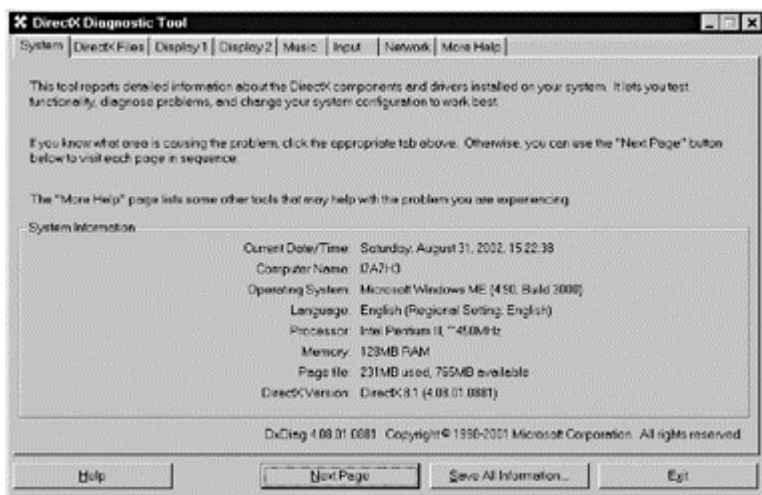 DirectX Diagnostic Tool
System DirectX Files Display 1 Display 2 Music Input Network More Help
This tool reports detailed information about the DirectX components and drivers installed on your system. It lets you test
functionality, diagnose problems, and change your system configuration to work best.
If you know what area is causing the problem, click the appropriate tab above. Otherwise, you can use the "Next Page" button
below to visit each page in sequence.
The "More Help" page lists some other tools that may help with the problem you are experiencing.
System Information
Current Date/Time: Saturday, August 31, 2002, 15:22:38
Computer Name:
Operating System: Microsoft Windows ME (4.90, Build 3000)
Language: English (Regional Setting: English)
Processor: Intel Pentium III, ~450MHz
Memory: 128MB RAM
Page file: 231MB used, 765MB available
DirectX Version: DirectX 8.1 (4.08.01.0881)
DxDiag 4.08.01.0881 Copyright © 1998-2001 Microsoft Corporation. All rights reserved.
Help Next Page Save All Information... Exit